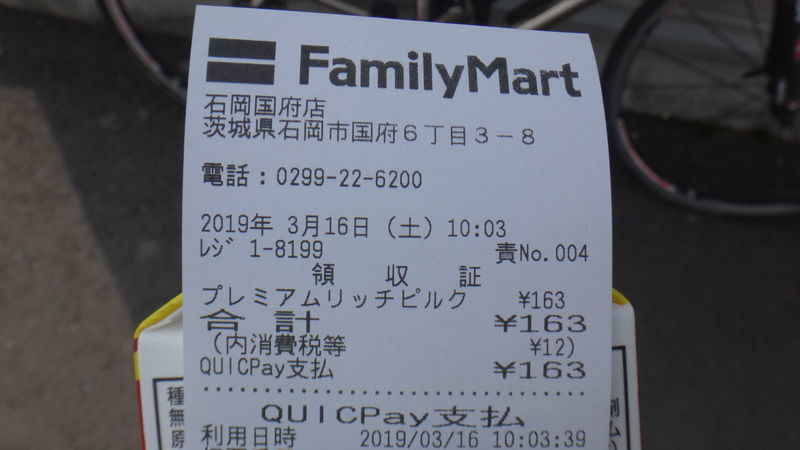 FamilyMart
石岡国府店
茨城県石岡市国府6丁目3-8
電話:0299-22-6200
2019年 3月16日(土)10:03
レジ 1-8199 責No.004
領 収 証
プレミアムリッチピルク ¥163
合 計 ¥163
(内消費税等 ¥12)
QUICPay支払 ¥163
QUICPay支払
利用日時 2019/03/16 10:03:39
種
無
原